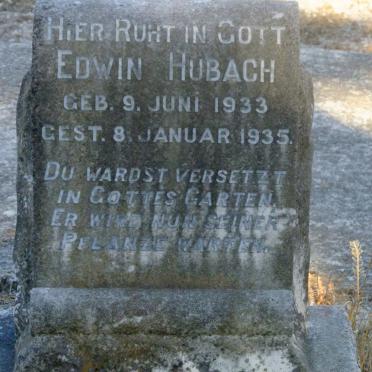 HIER RUHT IN GOTT
EDWIN HUBACH
GEB. 9. JUNI 1933
GEST. 8. JANUAR 1935.
DU WARDST VERSETZT
IN GOTTES GARTEN.
ER WIRD NUN SEINER
PFLANZE WARTEN.